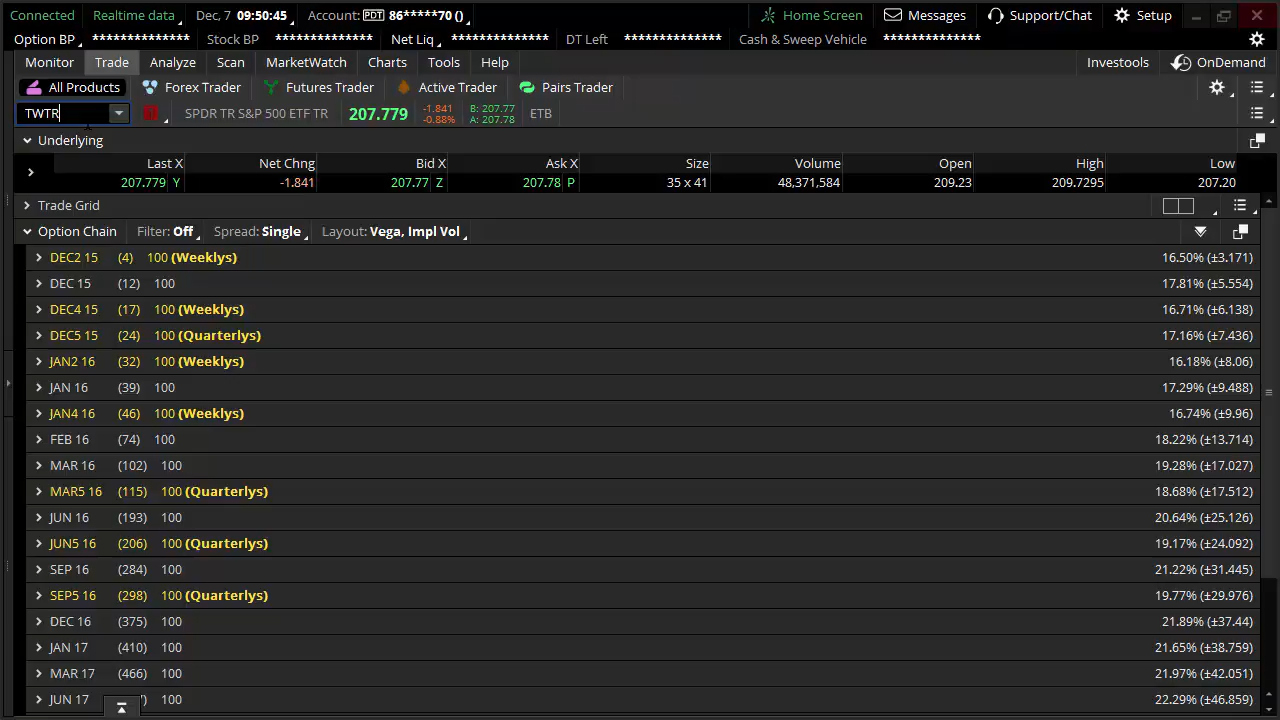 Connected Realtime data Dec, 7 09:50:45 Account: PDT 86*****70 () Home Screen Messages Support/Chat Setup
Option BP ************** Stock BP ************** Net Liq ************** DT Left ************** Cash & Sweep Vehicle **************
Monitor Trade Analyze Scan MarketWatch Charts Tools Help Investools OnDemand
All Products Forex Trader Futures Trader Active Trader Pairs Trader
TWTR SPDR TR S&P 500 ETF TR 207.779 -1.841 B: 207.77 ETB
-0.88% A: 207.78
Underlying
Last X Net Chng Bid X Ask X Size Volume Open High Low
207.779 Y -1.841 207.77 Z 207.78 P 35 x 41 48,371,584 209.23 209.7295 207.20
Trade Grid
Option Chain Filter: Off Spread: Single Layout: Vega, Impl Vol
DEC2 15 (4) 100 (Weeklys) 16.50% (±3.171)
DEC 15 (12) 100 17.81% (±5.554)
DEC4 15 (17) 100 (Weeklys) 16.71% (±6.138)
DEC5 15 (24) 100 (Quarterlys) 17.16% (±7.436)
JAN2 16 (32) 100 (Weeklys) 16.18% (±8.06)
JAN 16 (39) 100 17.29% (±9.488)
JAN4 16 (46) 100 (Weeklys) 16.74% (±9.96)
FEB 16 (74) 100 18.22% (±13.714)
MAR 16 (102) 100 19.28% (±17.027)
MAR5 16 (115) 100 (Quarterlys) 18.68% (±17.512)
JUN 16 (193) 100 20.64% (±25.126)
JUN5 16 (206) 100 (Quarterlys) 19.17% (±24.092)
SEP 16 (284) 100 21.22% (±31.445)
SEP5 16 (298) 100 (Quarterlys) 19.77% (±29.976)
DEC 16 (375) 100 21.89% (±37.44)
JAN 17 (410) 100 21.65% (±38.759)
MAR 17 (466) 100 21.97% (±42.051)
JUN 17 100 22.29% (±46.859)